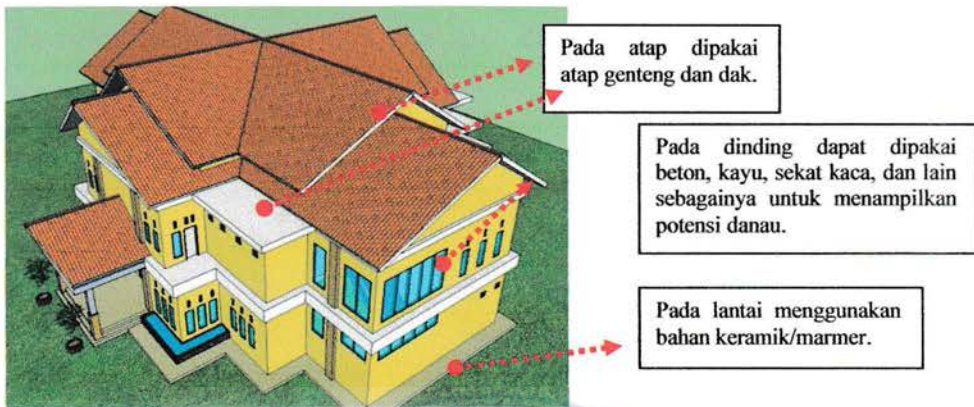 Pada atap dipakai
atap genteng dan dak.
Pada dinding dapat dipakai
beton, kayu, sekat kaca, dan lain
sebagainya untuk menampilkan
potensi danau.
Pada lantai menggunakan
bahan keramik/marmer.